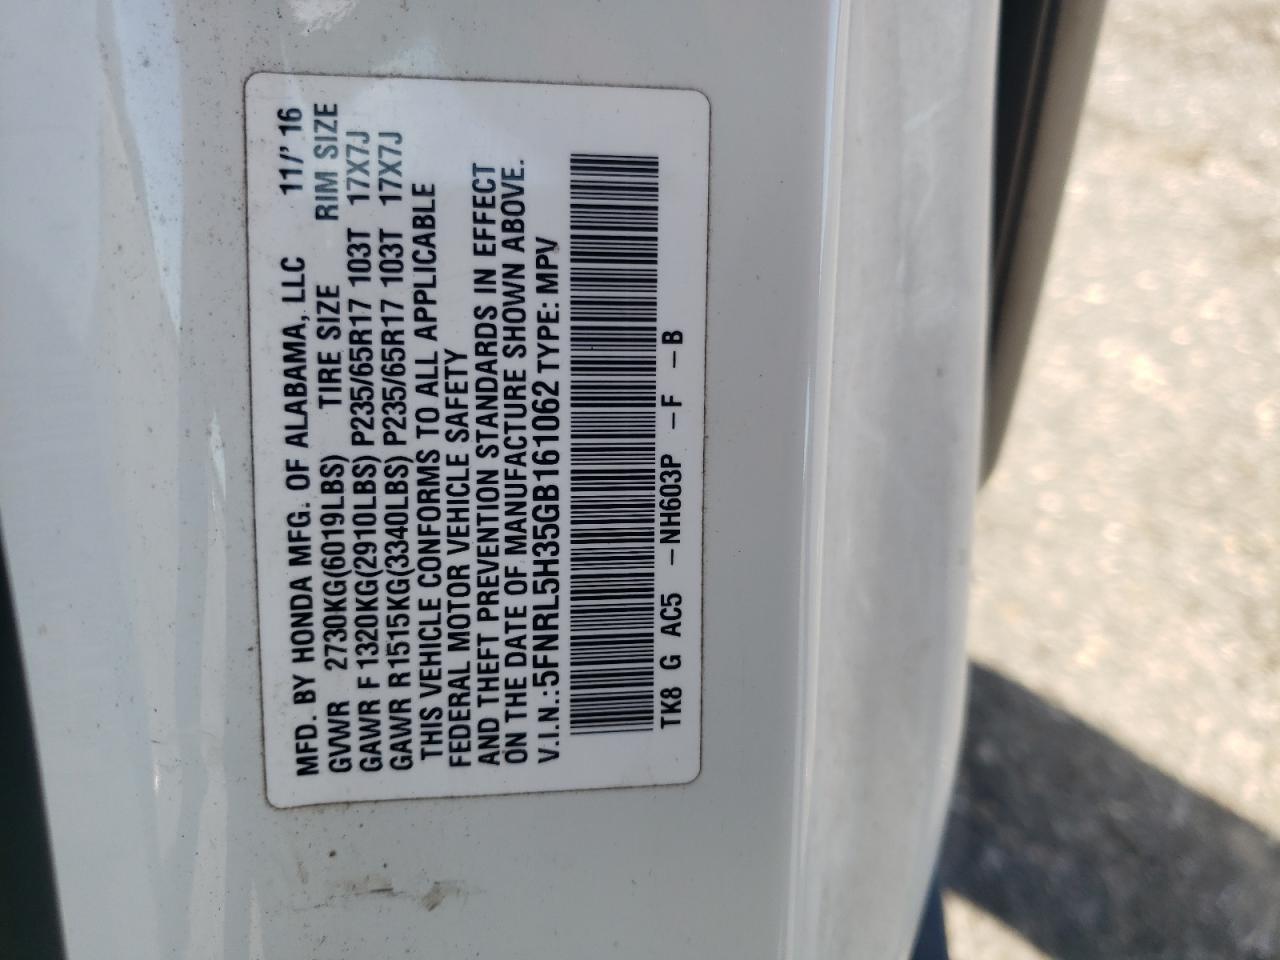 MFD. BY HONDA MFG. OF ALABAMA, LLC 11/'16
GVWR 2730KG(6019LBS) TIRE SIZE RIM SIZE
GAWR F 1320KG(2910LBS) P235/65R17 103T 17X7J
GAWR R 1515KG(3340LBS) P235/65R17 103T 17X7J
THIS VEHICLE CONFORMS TO ALL APPLICABLE
FEDERAL MOTOR VEHICLE SAFETY
AND THEFT PREVENTION STANDARDS IN EFFECT
ON THE DATE OF MANUFACTURE SHOWN ABOVE.
V.I.N.:5FNRL5H35GB161062 TYPE: MPV
TK8 G AC5 -NH603P -F -B